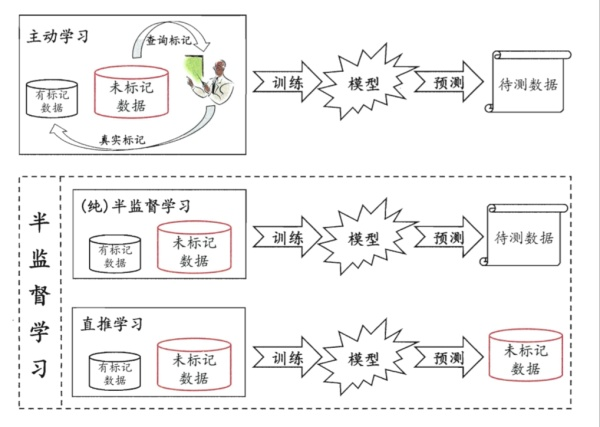 主动学习
查询标记
有标记
数据
未标记
数据
真实标记
训练
模型
预测
待测数据
半监督学习
(纯)半监督学习
有标记
数据
未标记
数据
训练
模型
预测
待测数据
直推学习
有标记
数据
未标记
数据
训练
模型
预测
未标记
数据